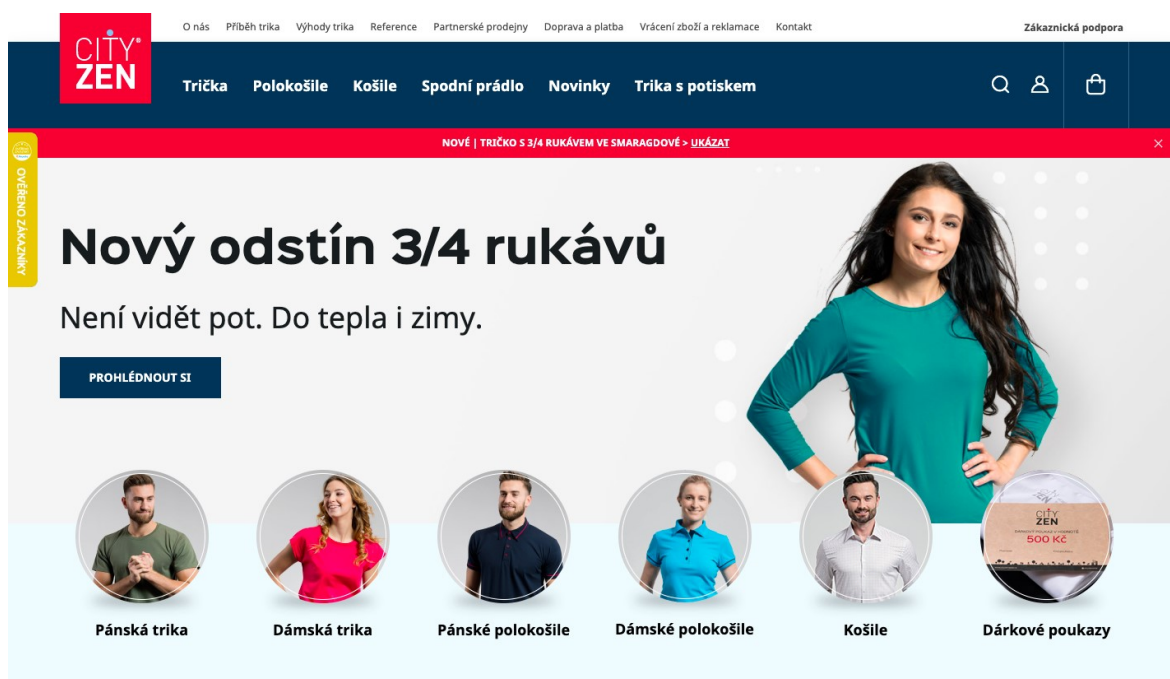 O nás Příběh trika Výhody trika Reference Partnerské prodejny Doprava a platba Vrácení zboží a reklamace Kontakt Zákaznická podpora
CITY
ZEN
Trička Polokošile Košile Spodní prádlo Novinky Trika s potiskem
NOVÉ | TRIČKO S 3/4 RUKÁVEM VE SMARAGDOVÉ > UKÁZAT
OVĚŘENO ZÁKAZNÍKY
Nový odstín 3/4 rukávů
Není vidět pot. Do tepla i zimy.
PROHLÉDNOUT SI
CITY
ZEN
500 Kč
Pánská trika Dámská trika Pánské polokošile Dámské polokošile Košile Dárkové poukazy